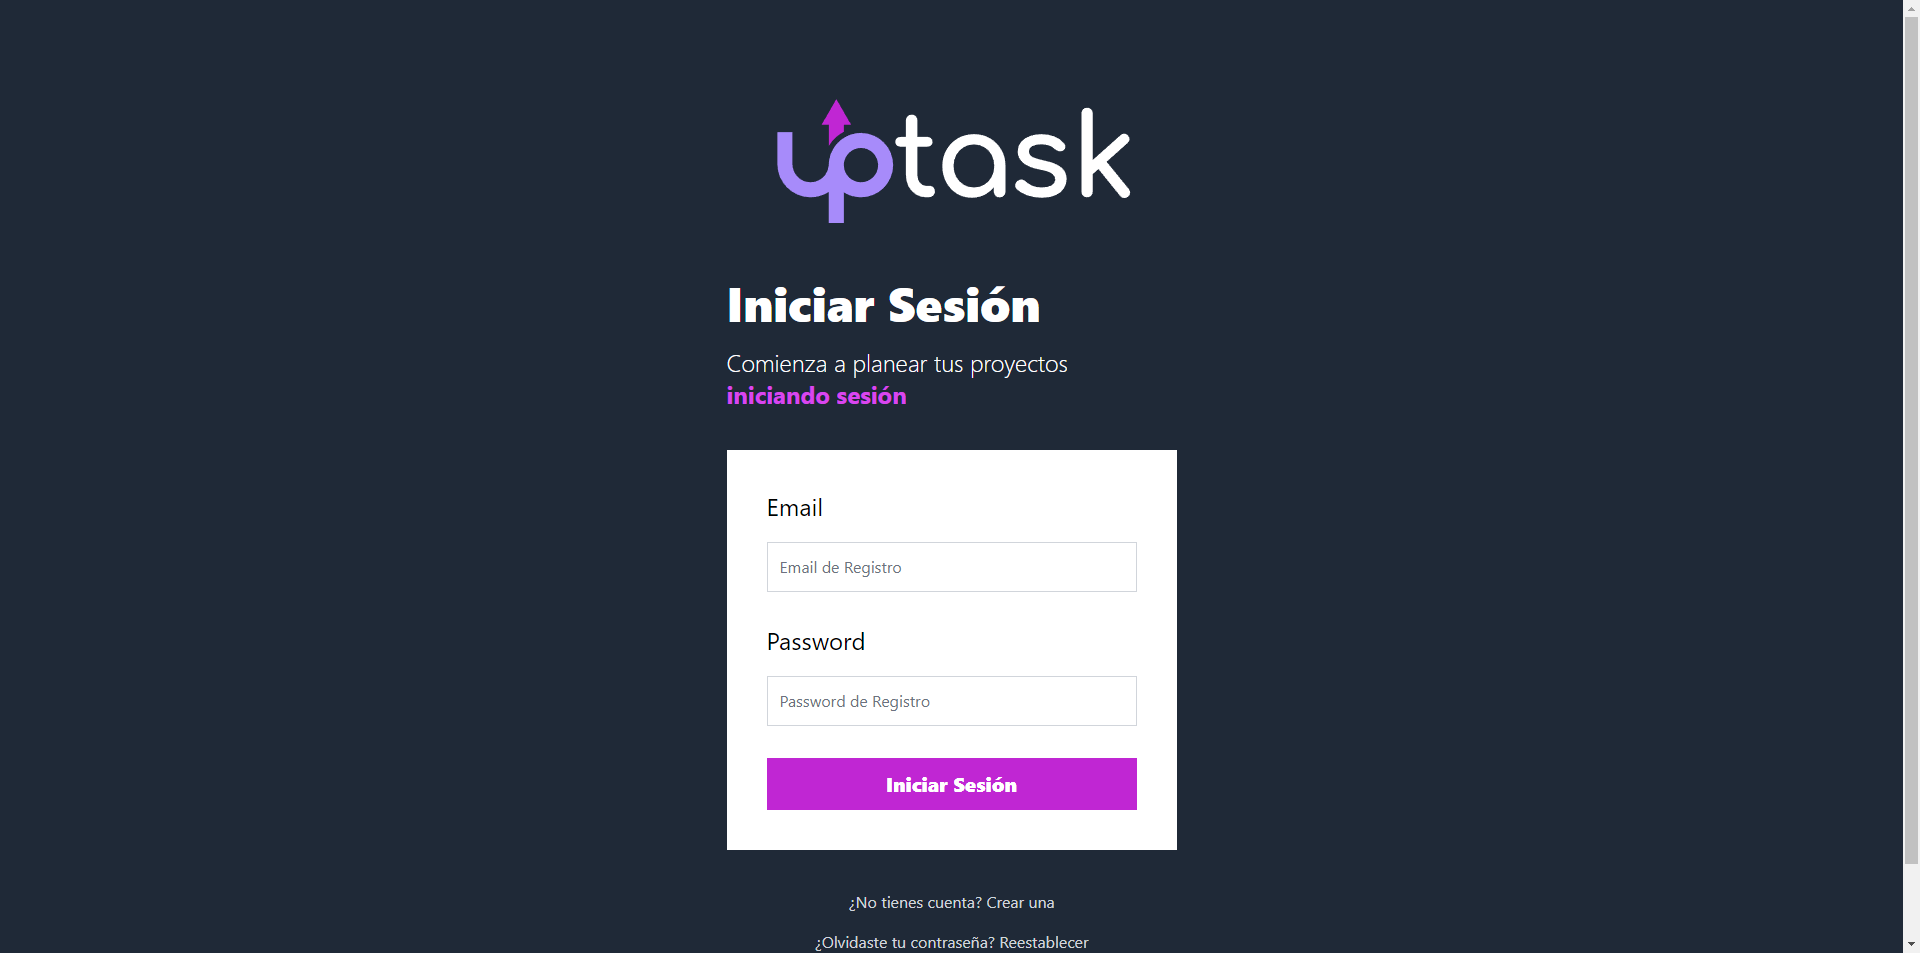 uptask
Iniciar Sesión
Comienza a planear tus proyectos
iniciando sesión
Email
Email de Registro
Password
Password de Registro
Iniciar Sesión
¿No tienes cuenta? Crear una
¿Olvidaste tu contraseña? Reestablecer